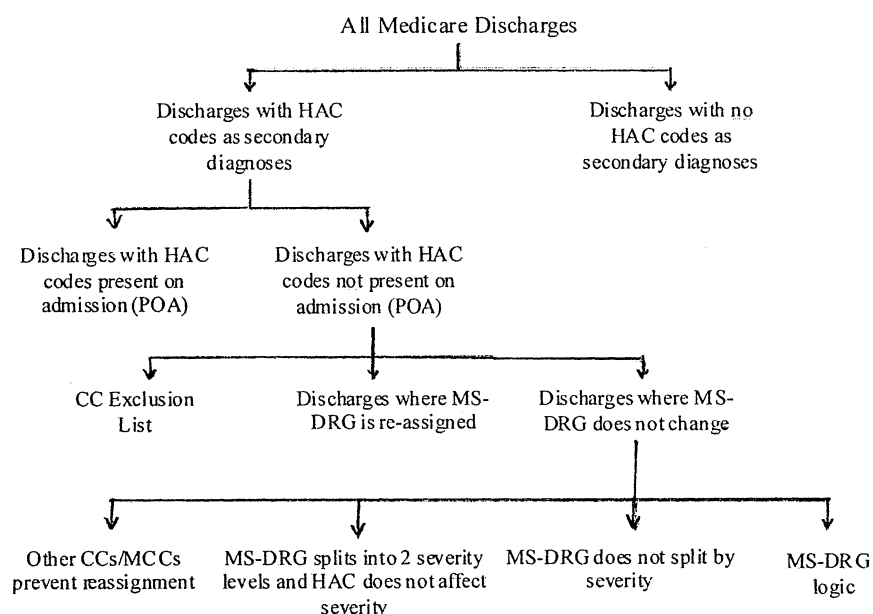 All Medicare Discharges
Discharges with HAC
codes as secondary
diagnoses
Discharges with no
HAC codes as
secondary diagnoses
Discharges with HAC
codes present on
admission (POA)
Discharges with HAC
codes not present on
admission (POA)
CC Exclusion
List
Discharges where MS-
DRG is re-assigned
Discharges where MS-
DRG does not change
Other CCs/MCCs
prevent reassignment
MS-DRG splits into 2 severity
levels and HAC does not affect
severity
MS-DRG does not split by
severity
MS-DRG
logic